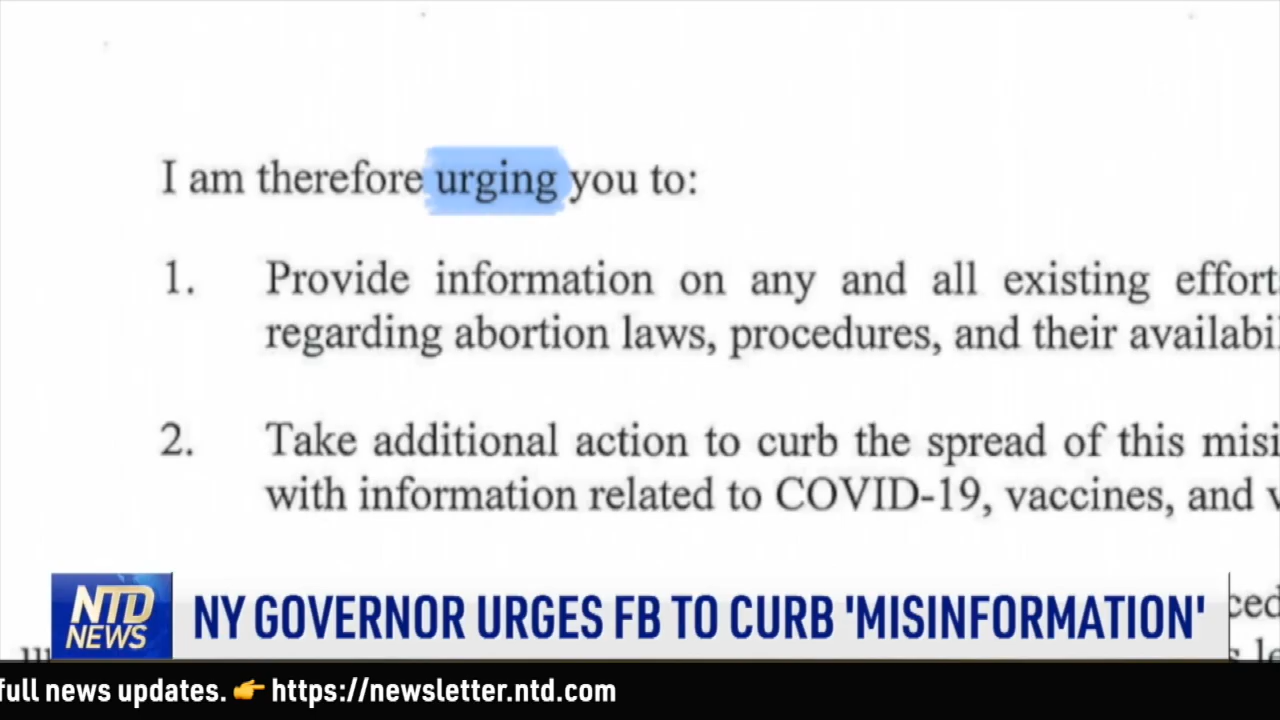 I am therefore urging you to:
1. Provide information on any and all existing effort
regarding abortion laws, procedures, and their availabi
2. Take additional action to curb the spread of this misi
with information related to COVID-19, vaccines, and
NTD
NEWS
NY GOVERNOR URGES FB TO CURB 'MISINFORMATION'
full news updates. 👉 https://newsletter.ntd.com